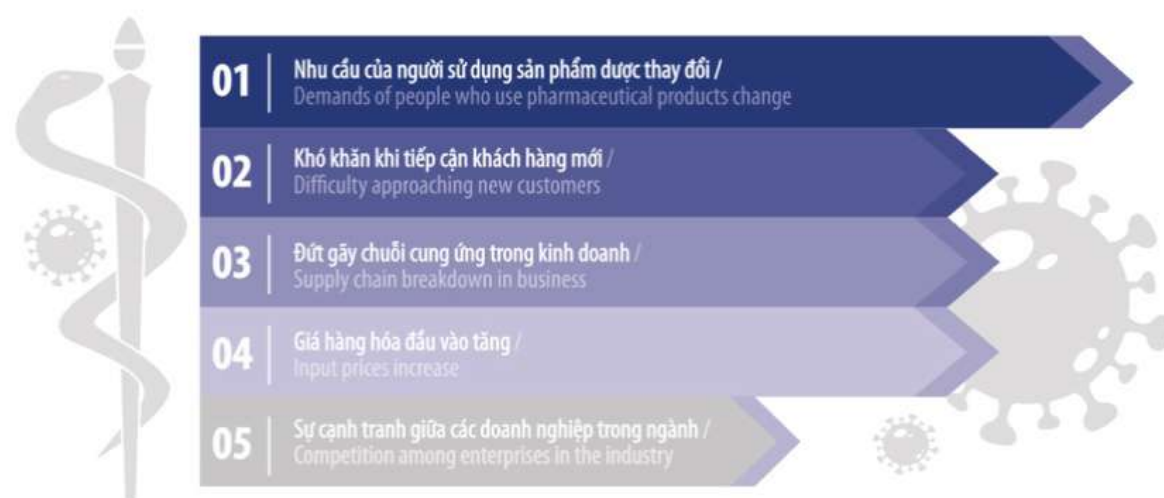 01
Nhu cầu của người sử dụng sản phẩm dược thay đổi /
Demands of people who use pharmaceutical products change
02
Khó khăn khi tiếp cận khách hàng mới /
Difficulty approaching new customers
03
Đứt gãy chuỗi cung ứng trong kinh doanh /
Supply chain breakdown in business
04
Giá hàng hóa đầu vào tăng /
Input prices increase
05
Sự cạnh tranh giữa các doanh nghiệp trong ngành /
Competition among enterprises in the industry